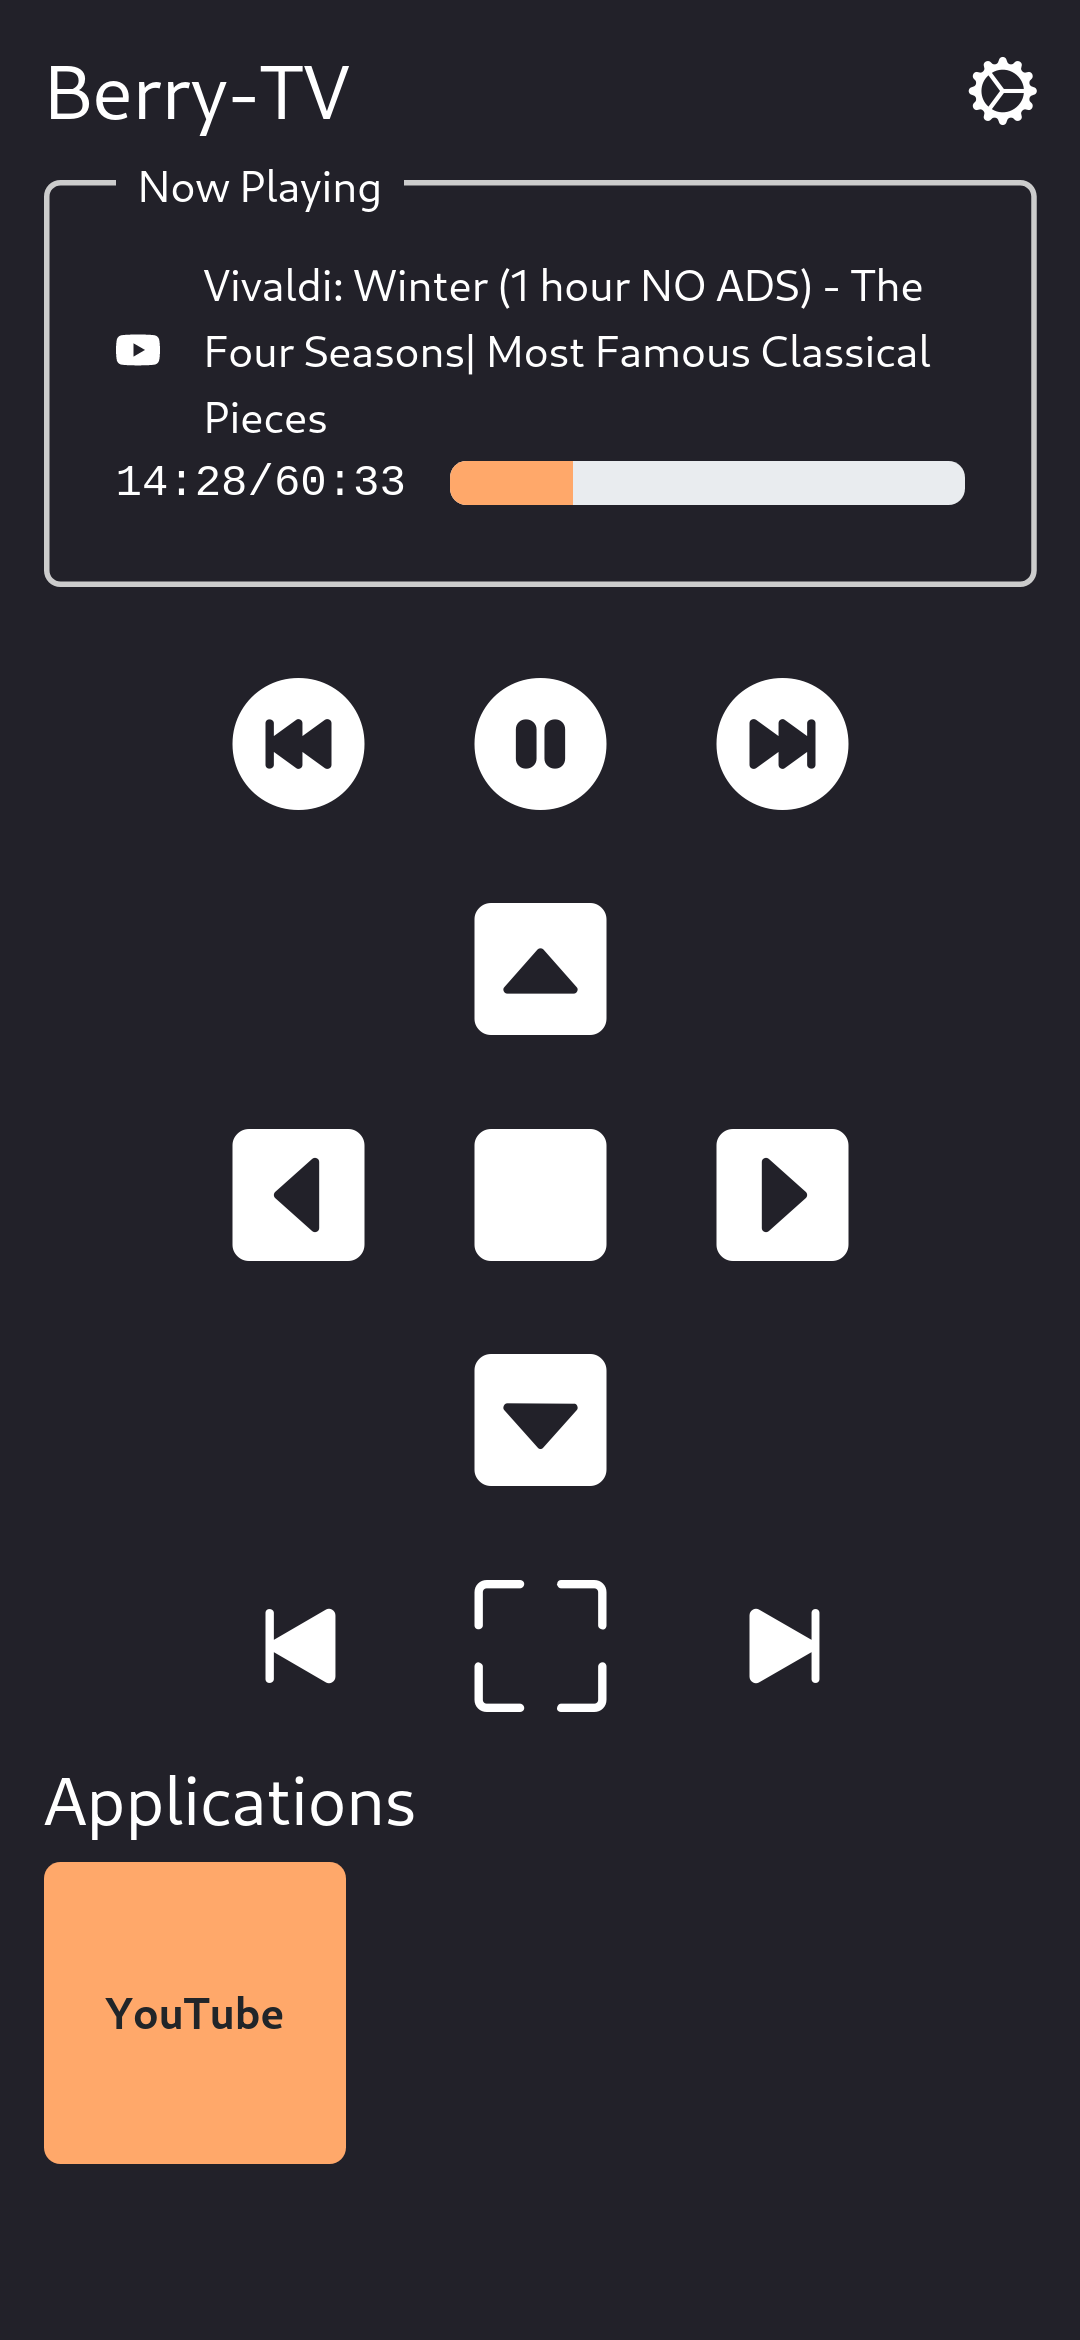 Berry-TV
Now Playing
Vivaldi: Winter (1 hour NO ADS) - The
Four Seasons| Most Famous Classical
Pieces
14:28/60:33
Applications
YouTube